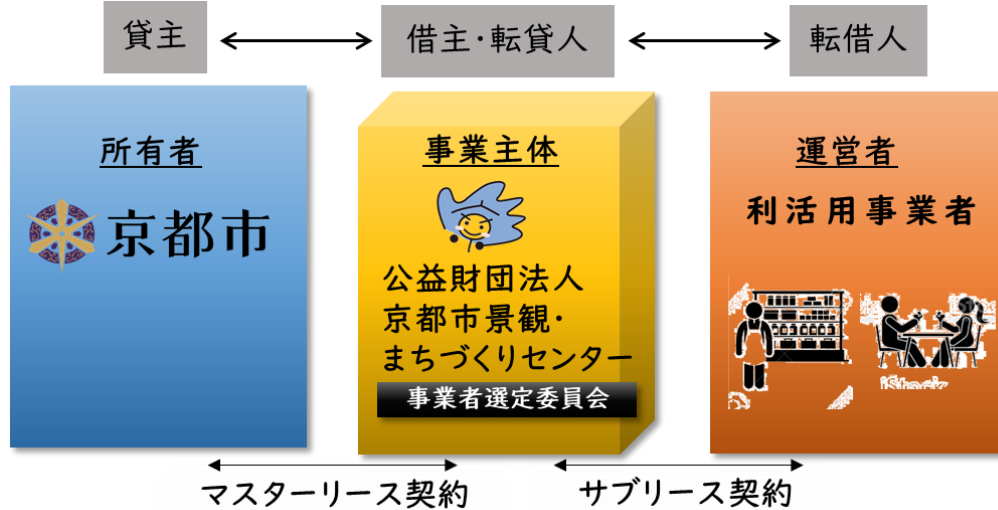 貸主
借主・転貸人
転借人
所有者
京都市
事業主体
公益財団法人
京都市景観・
まちづくりセンター
事業者選定委員会
運営者
利活用事業者
iStock
マスターリース契約
サブリース契約